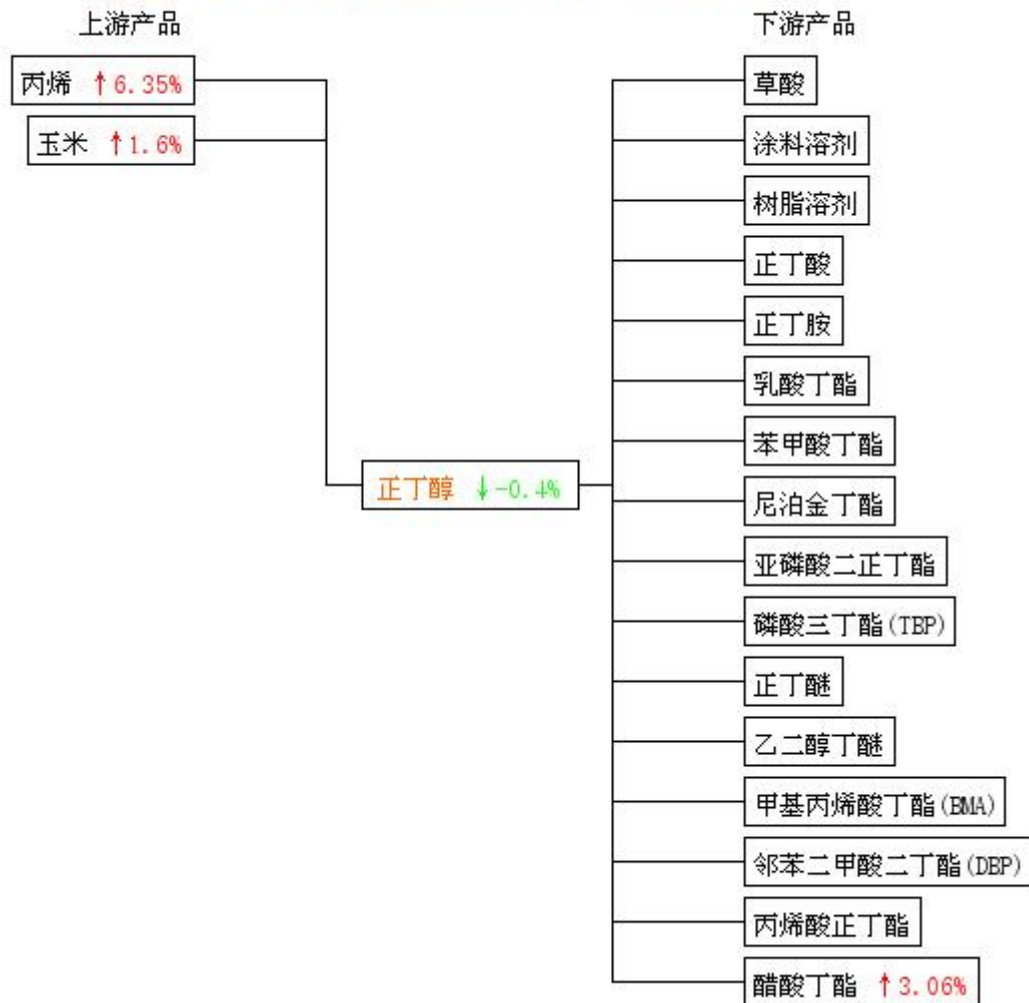 上游产品
丙烯 ↑6.35%
玉米 ↑1.6%
正丁醇 ↓-0.4%
下游产品
草酸
涂料溶剂
树脂溶剂
正丁酸
正丁胺
乳酸丁酯
苯甲酸丁酯
尼泊金丁酯
亚磷酸二正丁酯
磷酸三丁酯(TBP)
正丁醚
乙二醇丁醚
甲基丙烯酸丁酯(BMA)
邻苯二甲酸二丁酯(DBP)
丙烯酸正丁酯
醋酸丁酯 ↑3.06%